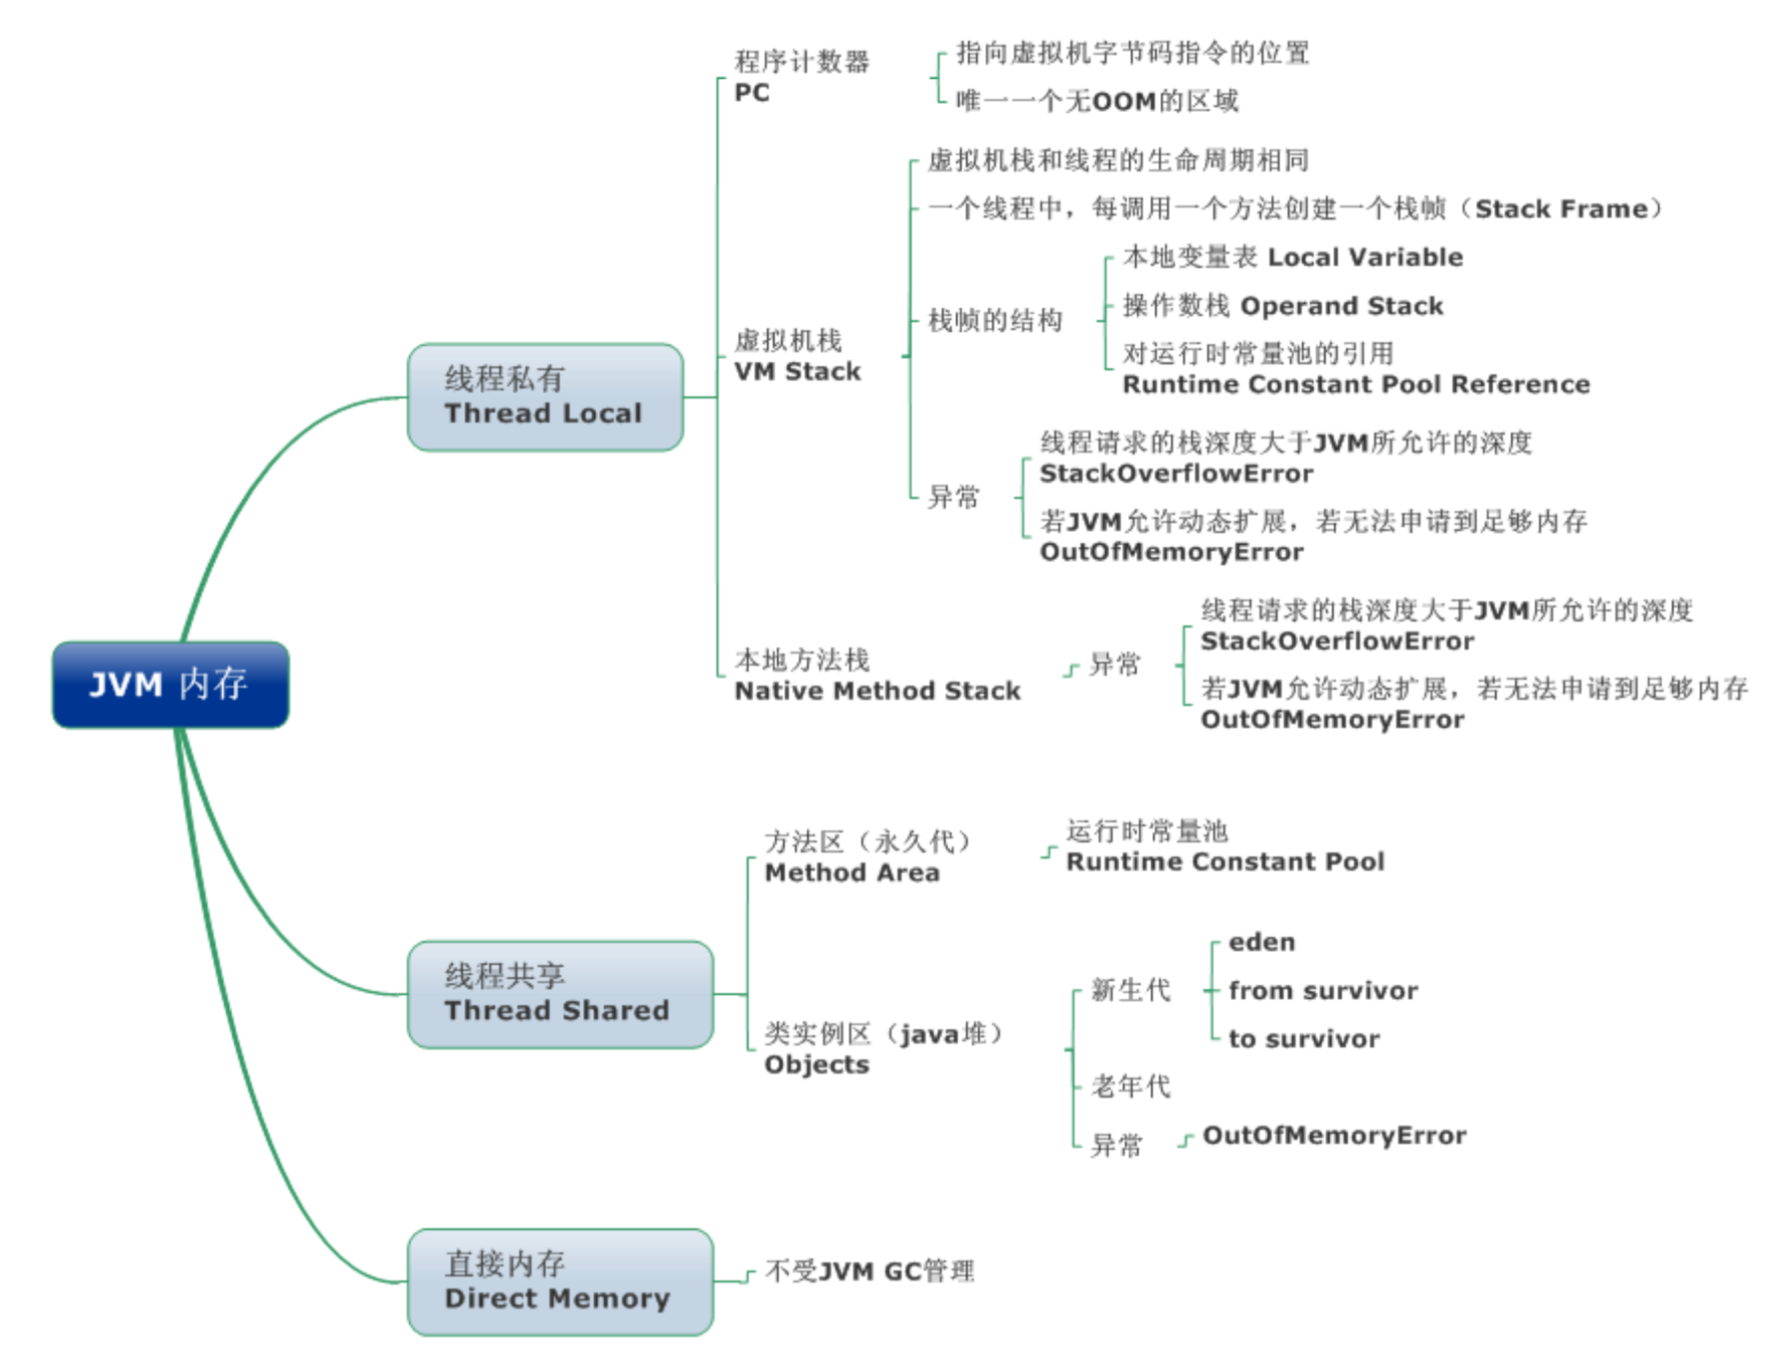 JVM 内存
线程私有
Thread Local
程序计数器
PC
指向虚拟机字节码指令的位置
唯一一个无OOM的区域
虚拟机栈
VM Stack
虚拟机栈和线程的生命周期相同
一个线程中，每调用一个方法创建一个栈帧（Stack Frame）
栈帧的结构
本地变量表 Local Variable
操作数栈 Operand Stack
对运行时常量池的引用
Runtime Constant Pool Reference
异常
线程请求的栈深度大于JVM所允许的深度
StackOverflowError
若JVM允许动态扩展，若无法申请到足够内存
OutOfMemoryError
本地方法栈
Native Method Stack
异常
线程请求的栈深度大于JVM所允许的深度
StackOverflowError
若JVM允许动态扩展，若无法申请到足够内存
OutOfMemoryError
线程共享
Thread Shared
方法区（永久代）
Method Area
运行时常量池
Runtime Constant Pool
类实例区（java堆）
Objects
新生代
eden
from survivor
to survivor
老年代
异常
OutOfMemoryError
直接内存
Direct Memory
不受JVM GC管理